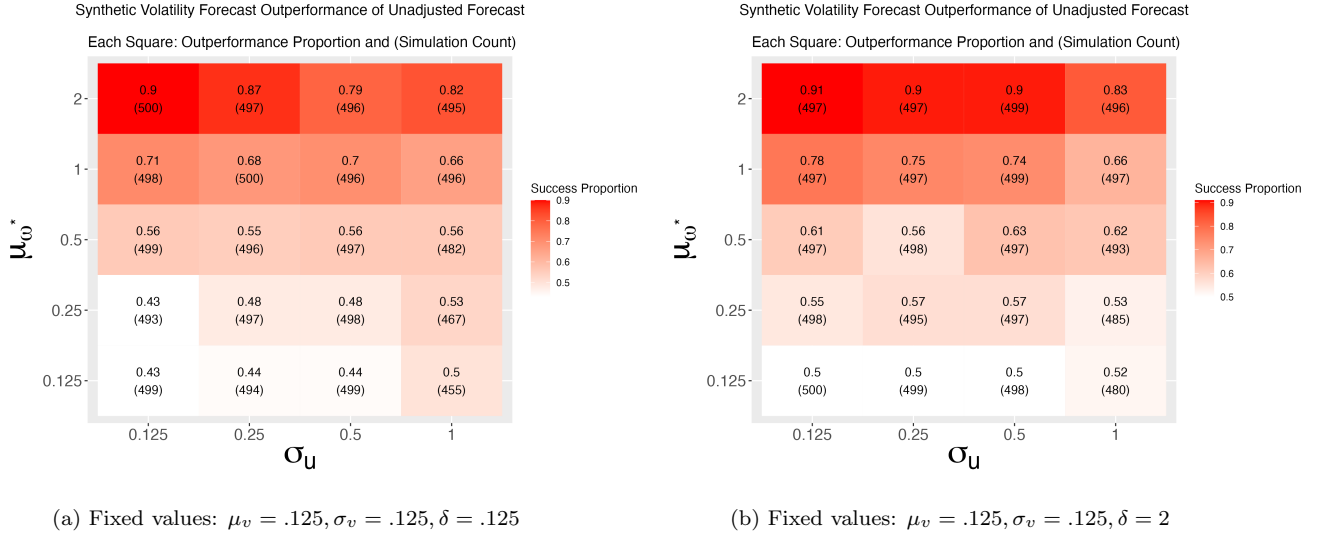 Synthetic Volatility Forecast Outperformance of Unadjusted Forecast
Each Square: Outperformance Proportion and (Simulation Count)
μω*
2
1
0.5
0.25
0.125
0.9 0.87 0.79 0.82
(500) (497) (496) (495)
0.71 0.68 0.7 0.66
(498) (500) (496) (496)
0.56 0.55 0.56 0.56
(499) (496) (497) (482)
0.43 0.48 0.48 0.53
(493) (497) (498) (467)
0.43 0.44 0.44 0.5
(499) (494) (499) (455)
0.125 0.25 0.5 1
σu
Success Proportion
0.9
0.8
0.7
0.6
0.5
(a) Fixed values: μv = .125, σv = .125, δ = .125
Synthetic Volatility Forecast Outperformance of Unadjusted Forecast
Each Square: Outperformance Proportion and (Simulation Count)
μω*
2
1
0.5
0.25
0.125
0.91 0.9 0.9 0.83
(497) (497) (499) (496)
0.78 0.75 0.74 0.66
(497) (497) (499) (497)
0.61 0.56 0.63 0.62
(497) (498) (497) (493)
0.55 0.57 0.57 0.53
(498) (495) (497) (485)
0.5 0.5 0.5 0.52
(500) (499) (498) (480)
0.125 0.25 0.5 1
σu
Success Proportion
0.9
0.8
0.7
0.6
0.5
(b) Fixed values: μv = .125, σv = .125, δ = 2